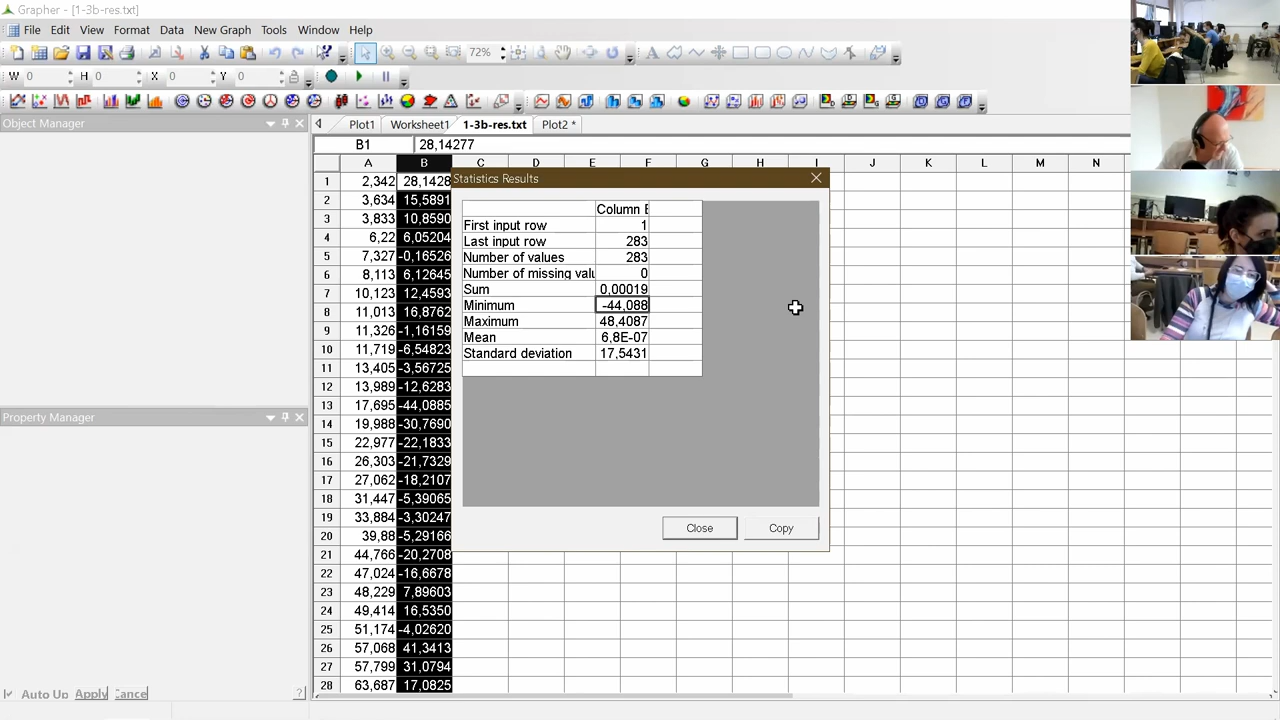 Grapher - [1-3b-res.txt]
File Edit View Format Data New Graph Tools Window Help
72%
W 0 H 0 X 0 Y 0
Object Manager
Plot1 Worksheet1 1-3b-res.txt Plot2 *
B1 28,14277
A B C D E F G H I J K L M N
1 2,342 28,1428
2 3,634 15,5891
3 3,833 10,8590
4 6,22 6,05204
5 7,327 -0,16526
6 8,113 6,12645
7 10,123 12,4593
8 11,013 16,8762
9 11,326 -1,16159
10 11,719 -6,54823
11 13,405 -3,56725
12 13,989 -12,6283
13 17,695 -44,0885
14 19,988 -30,7690
15 22,977 -22,1833
16 26,303 -21,7329
17 27,062 -18,2107
18 31,447 -5,39065
19 33,884 -3,30247
20 39,88 -5,29166
21 44,766 -20,2708
22 47,024 -16,6678
23 48,229 7,89603
24 49,414 16,5350
25 51,174 -4,02620
26 57,068 41,3413
27 57,799 31,0794
28 63,687 17,0825
Statistics Results
Column
First input row 1
Last input row 283
Number of values 283
Number of missing valu 0
Sum 0,00019
Minimum -44,088
Maximum 48,4087
Mean 6,8E-07
Standard deviation 17,5431
Close Copy
Property Manager
Auto Up Apply Cance ?